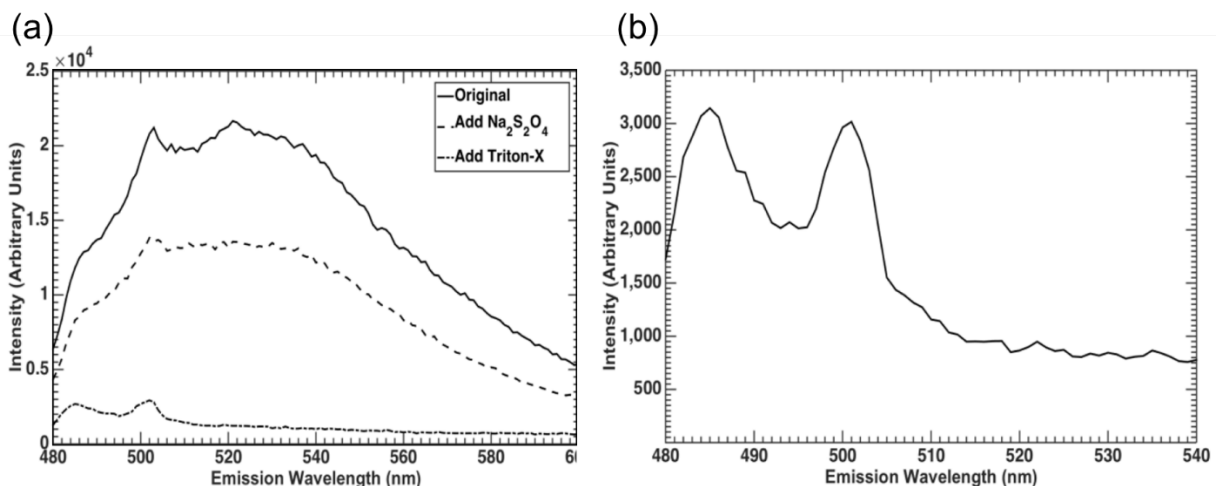 (a)
(b)
×10⁴
2.5
2
1.5
1
0.5
0
Intensity (Arbitrary Units)
Original
Add Na₂S₂O₄
Add Triton-X
480 500 520 540 560 580 60
Emission Wavelength (nm)
3,500
3,000
2,500
2,000
1,500
1,000
500
Intensity (Arbitrary Units)
480 490 500 510 520 530 540
Emission Wavelength (nm)